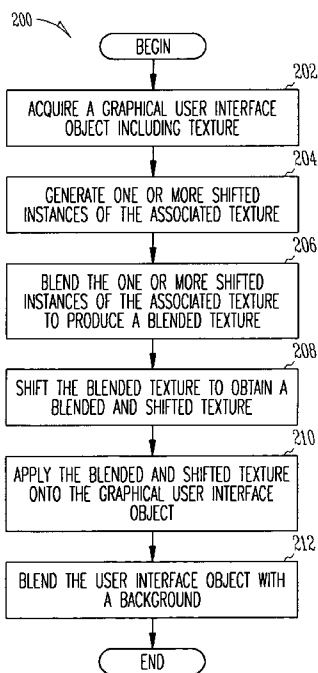 200
BEGIN
202
ACQUIRE A GRAPHICAL USER INTERFACE
OBJECT INCLUDING TEXTURE
204
GENERATE ONE OR MORE SHIFTED
INSTANCES OF THE ASSOCIATED TEXTURE
206
BLEND THE ONE OR MORE SHIFTED
INSTANCES OF THE ASSOCIATED TEXTURE
TO PRODUCE A BLENDED TEXTURE
208
SHIFT THE BLENDED TEXTURE TO OBTAIN A
BLENDED AND SHIFTED TEXTURE
210
APPLY THE BLENDED AND SHIFTED TEXTURE
ONTO THE GRAPHICAL USER INTERFACE
OBJECT
212
BLEND THE USER INTERFACE OBJECT WITH
A BACKGROUND
END